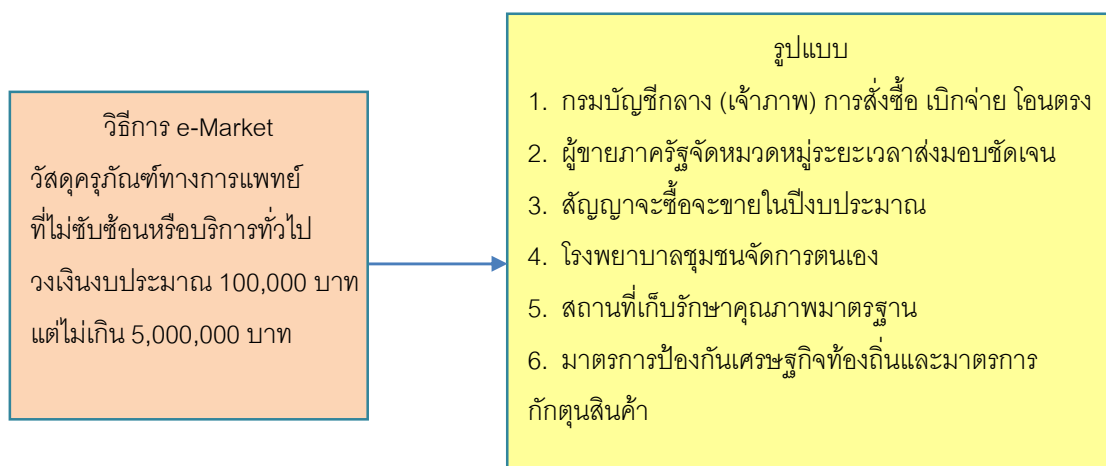 วิธีการ e-Market
วัสดุครุภัณฑ์ทางการแพทย์
ที่ไม่ซับซ้อนหรือบริการทั่วไป
วงเงินงบประมาณ 100,000 บาท
แต่ไม่เกิน 5,000,000 บาท
รูปแบบ
1. กรมบัญชีกลาง (เจ้าภาพ) การสั่งซื้อ เบิกจ่าย โอนตรง
2. ผู้ขายภาครัฐจัดหมวดหมู่ระยะเวลาส่งมอบชัดเจน
3. สัญญาจะซื้อจะขายในปีงบประมาณ
4. โรงพยาบาลชุมชนจัดการตนเอง
5. สถานที่เก็บรักษาคุณภาพมาตรฐาน
6. มาตรการป้องกันเศรษฐกิจท้องถิ่นและมาตรการ
กักตุนสินค้า